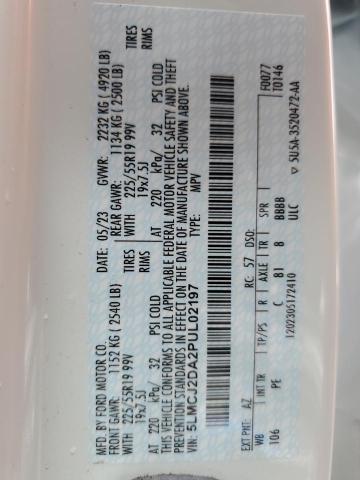 MFD. BY FORD MOTOR CO.
DATE: 05/23 GVWR: 2232 KG (4920 LB)
FRONT GAWR: 1152 KG (2540 LB) REAR GAWR: 1134 KG (2500 LB)
WITH 225/55R19 99V TIRES WITH 225/55R19 99V TIRES
19x7.5J RIMS 19x7.5J RIMS
AT 220 kPa/ 32 PSI COLD AT 220 kPa/ 32 PSI COLD
THIS VEHICLE CONFORMS TO ALL APPLICABLE FEDERAL MOTOR VEHICLE SAFETY AND THEFT
PREVENTION STANDARDS IN EFFECT ON THE DATE OF MANUFACTURE SHOWN ABOVE.
VIN: 5LMCJ2DA2PUL02197 TYPE: MPV
F0077
T0146
EXT PNT: AZ RC: 57 DSO:
WB INT TR TP/PS R AXLE TR SPR
106 PE C B1 B BBBB
ULC
1202305172410 ▽ 5U5A-3520472-AA